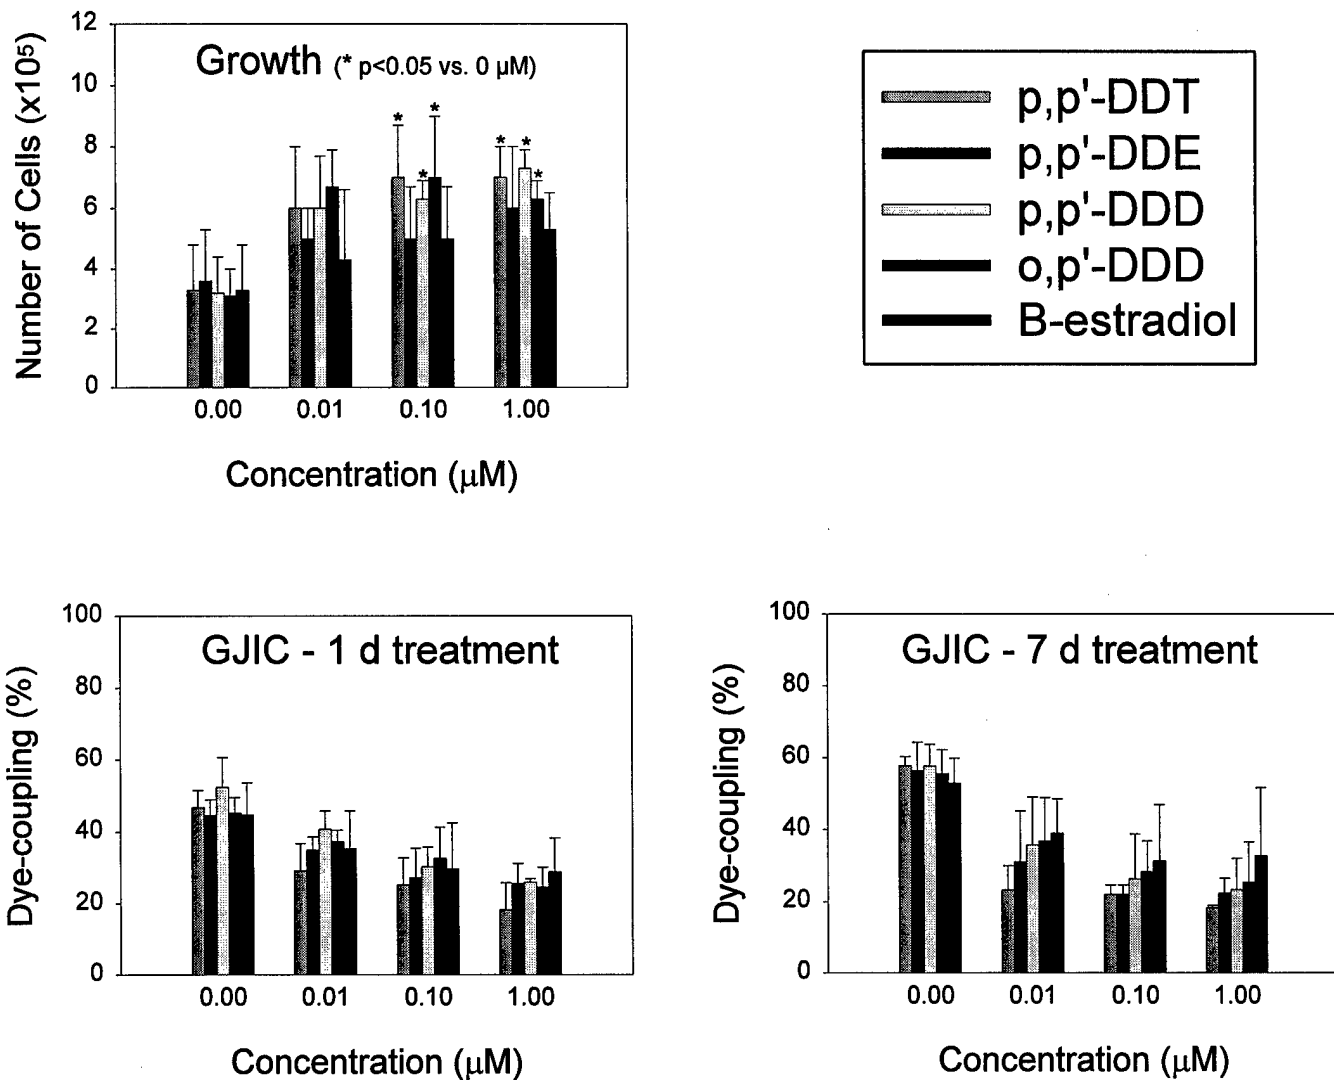 Growth (* p<0.05 vs. 0 µM)
Number of Cells (x10⁵)
12
10
8
6
4
2
0
* * * * * *
0.00 0.01 0.10 1.00
Concentration (μM)
p,p'-DDT
p,p'-DDE
p,p'-DDD
o,p'-DDD
B-estradiol
GJIC - 1 d treatment
Dye-coupling (%)
100
80
60
40
20
0
0.00 0.01 0.10 1.00
Concentration (μM)
GJIC - 7 d treatment
Dye-coupling (%)
100
80
60
40
20
0
0.00 0.01 0.10 1.00
Concentration (μM)